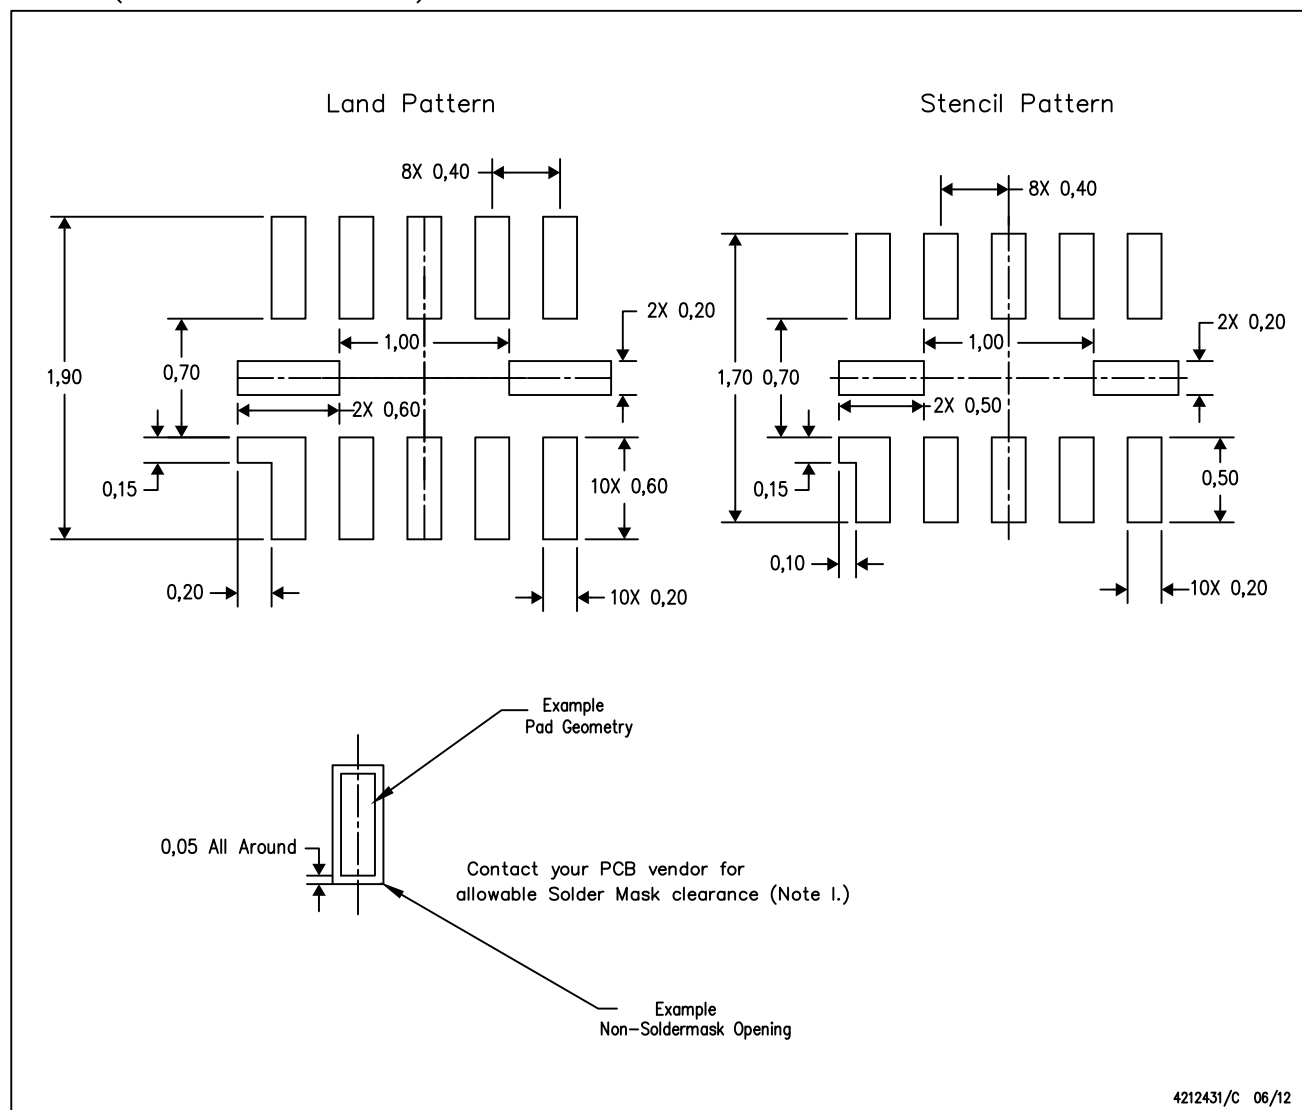 Land Pattern
Stencil Pattern
8X 0,40
8X 0,40
2X 0,20
2X 0,20
1,00
1,00
1,90
0,70
1,70
0,70
2X 0,60
2X 0,50
0,15
10X 0,60
0,15
0,50
0,20
10X 0,20
0,10
10X 0,20
Example
Pad Geometry
0,05 All Around
Contact your PCB vendor for
allowable Solder Mask clearance (Note I.)
Example
Non-Soldermask Opening
4212431/C 06/12